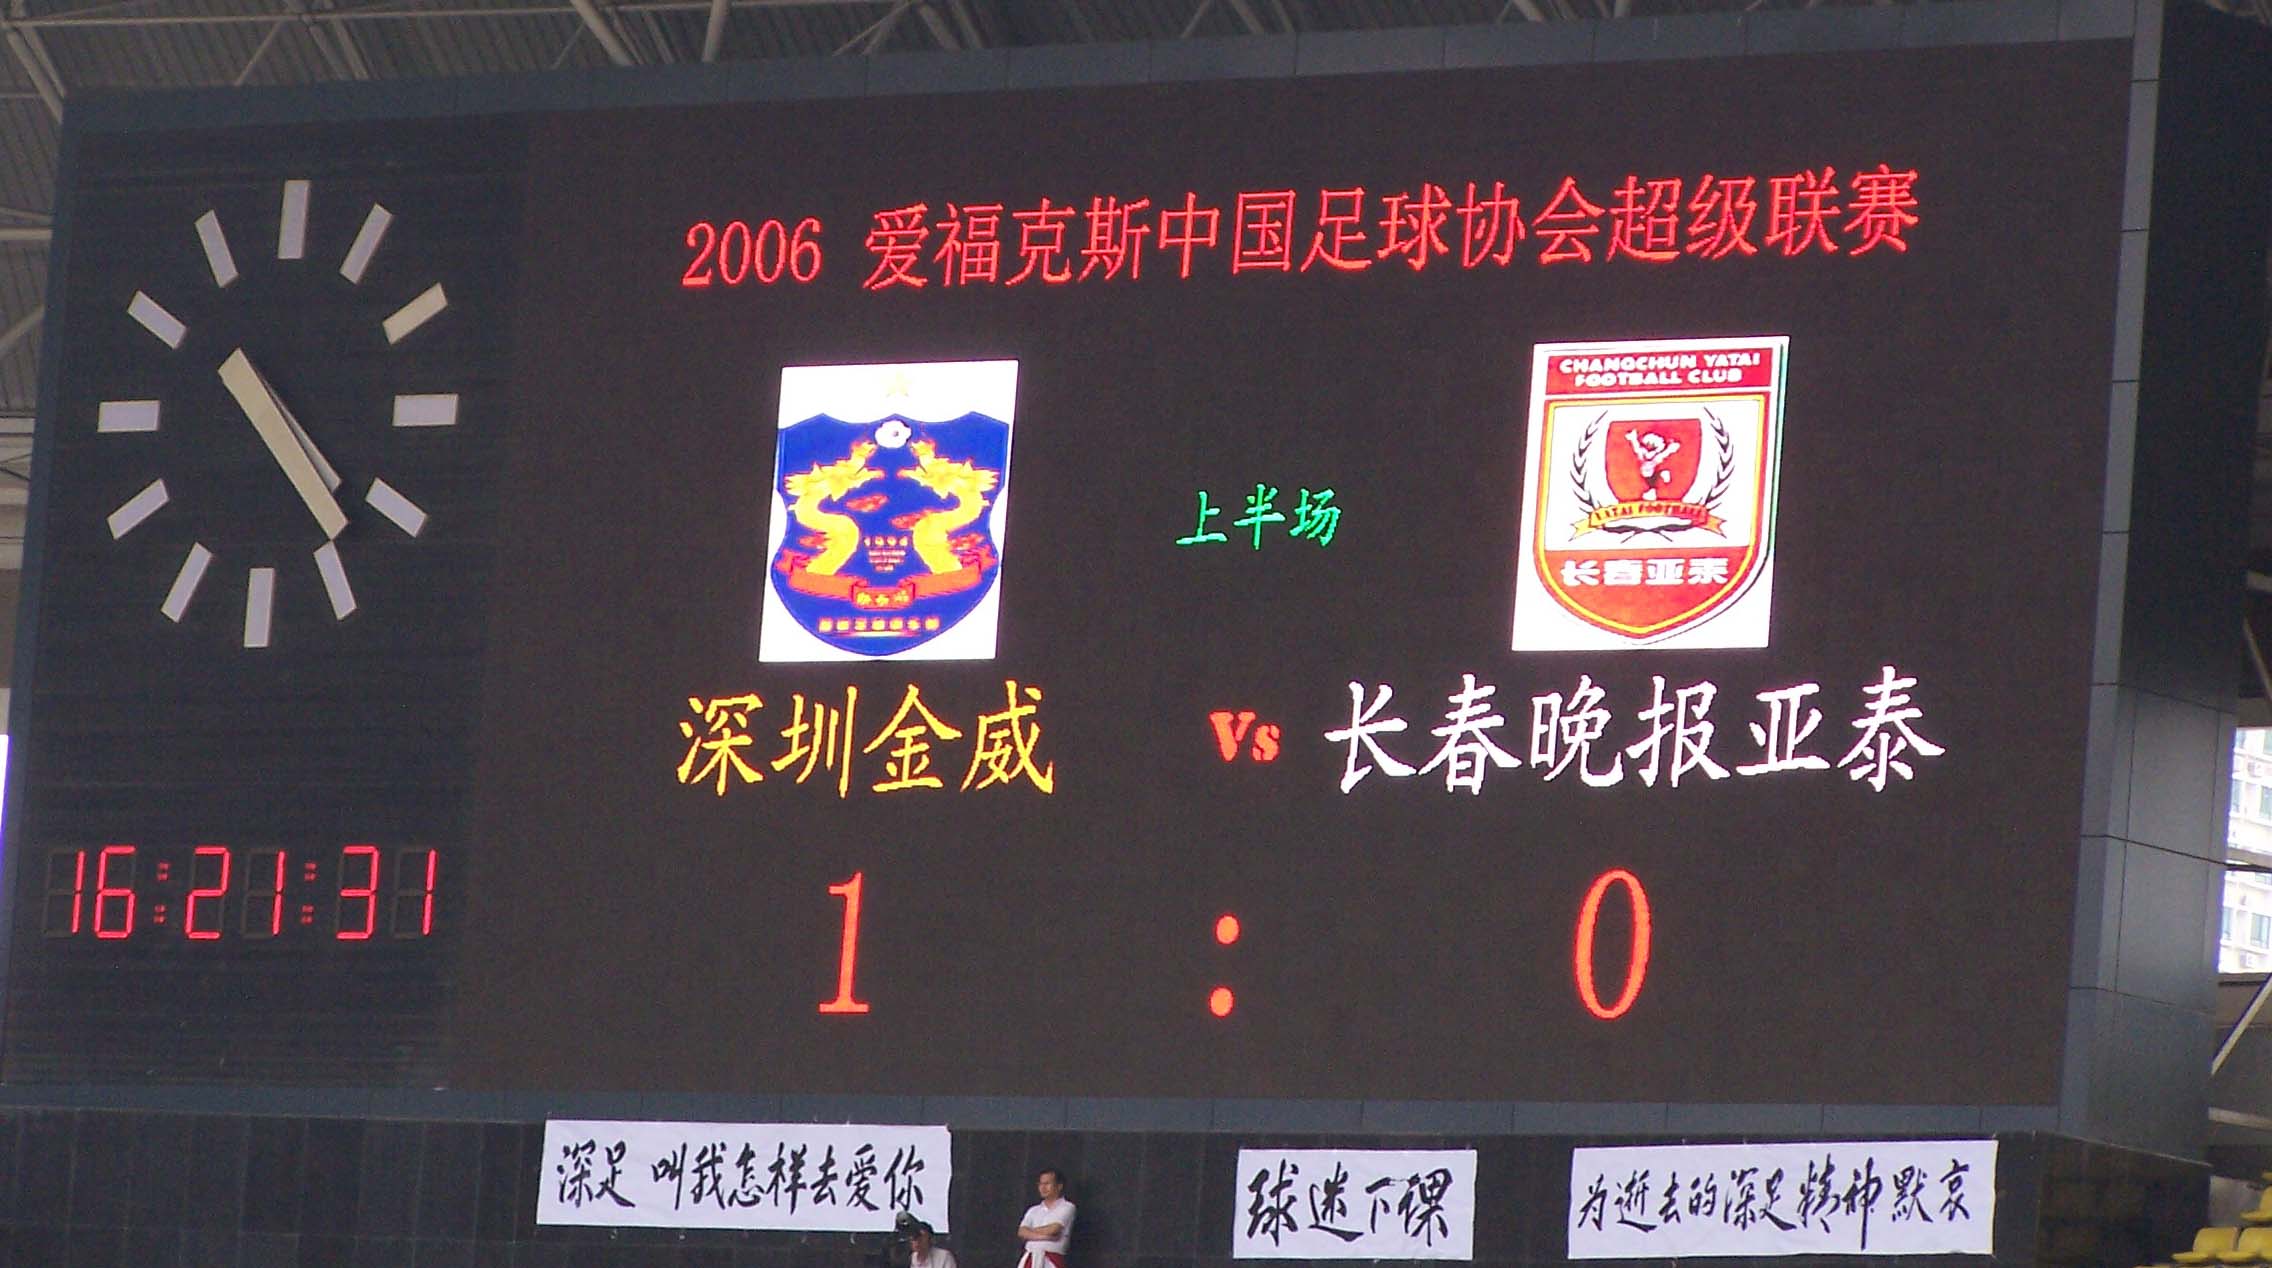 2006 爱福克斯中国足球协会超级联赛
CHANGCHUN YATAI
FOOTBALL CLUB
YATAI FOOTBALL
长春亚泰
1994
上半场
深圳金威 Vs 长春晚报亚泰
16:21:31
1 : 0
深足 叫我怎样去爱你
球迷下课
为逝去的深足精神默哀